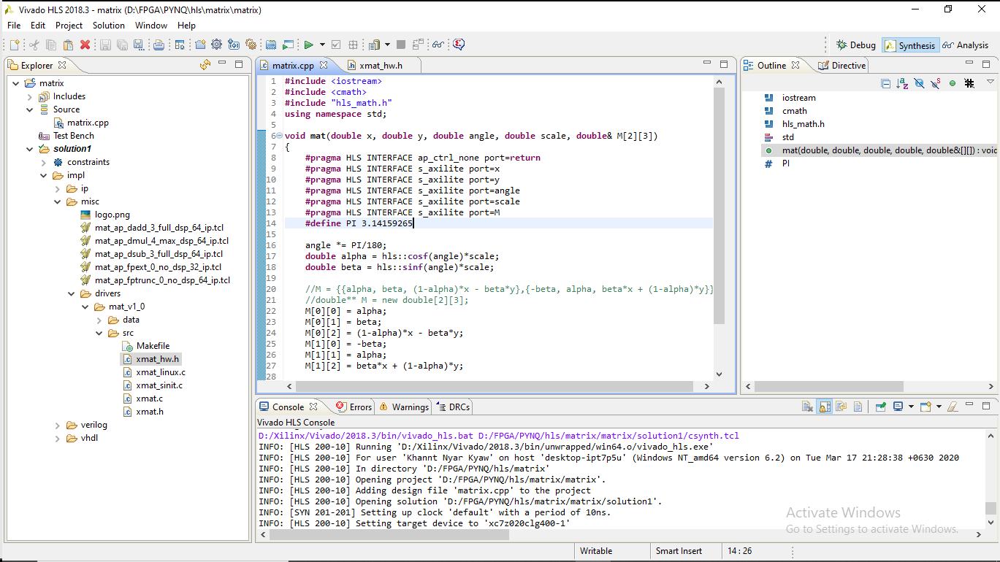 Vivado HLS 2018.3 - matrix (D:\FPGA\PYNQ\hls\matrix\matrix)
File Edit Project Solution Window Help
Debug Synthesis Analysis
Explorer
matrix
Includes
Source
matrix.cpp
Test Bench
solution1
constraints
impl
ip
misc
logo.png
mat_ap_dadd_3_full_dsp_64_ip.tcl
mat_ap_dmul_4_max_dsp_64_ip.tcl
mat_ap_dsub_3_full_dsp_64_ip.tcl
mat_ap_fpext_0_no_dsp_32_ip.tcl
mat_ap_fptrunc_0_no_dsp_64_ip.tcl
drivers
mat_v1_0
data
src
Makefile
xmat_hw.h
xmat_linux.c
xmat_sinit.c
xmat.c
xmat.h
verilog
vhdl
matrix.cpp xmat_hw.h
1 #include <iostream>
2 #include <cmath>
3 #include "hls_math.h"
4 using namespace std;
5
6 void mat(double x, double y, double angle, double scale, double& M[2][3])
7 {
8 #pragma HLS INTERFACE ap_ctrl_none port=return
9 #pragma HLS INTERFACE s_axilite port=x
10 #pragma HLS INTERFACE s_axilite port=y
11 #pragma HLS INTERFACE s_axilite port=angle
12 #pragma HLS INTERFACE s_axilite port=scale
13 #pragma HLS INTERFACE s_axilite port=M
14 #define PI 3.14159265
15
16 angle *= PI/180;
17 double alpha = hls::cosf(angle)*scale;
18 double beta = hls::sinf(angle)*scale;
19
20 //M = {{alpha, beta, (1-alpha)*x - beta*y},{-beta, alpha, beta*x + (1-alpha)*y}}
21 //double** M = new double[2][3];
22 M[0][0] = alpha;
23 M[0][1] = beta;
24 M[0][2] = (1-alpha)*x - beta*y;
25 M[1][0] = -beta;
26 M[1][1] = alpha;
27 M[1][2] = beta*x + (1-alpha)*y;
28
Outline Directive
iostream
cmath
hls_math.h
std
mat(double, double, double, double, double&[][]) : void
PI
Console Errors Warnings DRCs
Vivado HLS Console
D:/Xilinx/Vivado/2018.3/bin/vivado_hls.bat D:/FPGA/PYNQ/hls/matrix/matrix/solution1/csynth.tcl
INFO: [HLS 200-10] Running 'D:/Xilinx/Vivado/2018.3/bin/unwrapped/win64.o/vivado_hls.exe'
INFO: [HLS 200-10] For user 'Khannt Nyar Kyaw' on host 'desktop-ipt7p5u' (Windows NT_amd64 version 6.2) on Tue Mar 17 21:28:38 +0630 2020
INFO: [HLS 200-10] In directory 'D:/FPGA/PYNQ/hls/matrix'
INFO: [HLS 200-10] Opening project 'D:/FPGA/PYNQ/hls/matrix/matrix'.
INFO: [HLS 200-10] Adding design file 'matrix.cpp' to the project
INFO: [HLS 200-10] Opening solution 'D:/FPGA/PYNQ/hls/matrix/matrix/solution1'.
INFO: [SYN 201-201] Setting up clock 'default' with a period of 10ns.
INFO: [HLS 200-10] Setting target device to 'xc7z020clg400-1'
Activate Windows
Go to Settings to activate Windows.
Writable Smart Insert 14 : 26